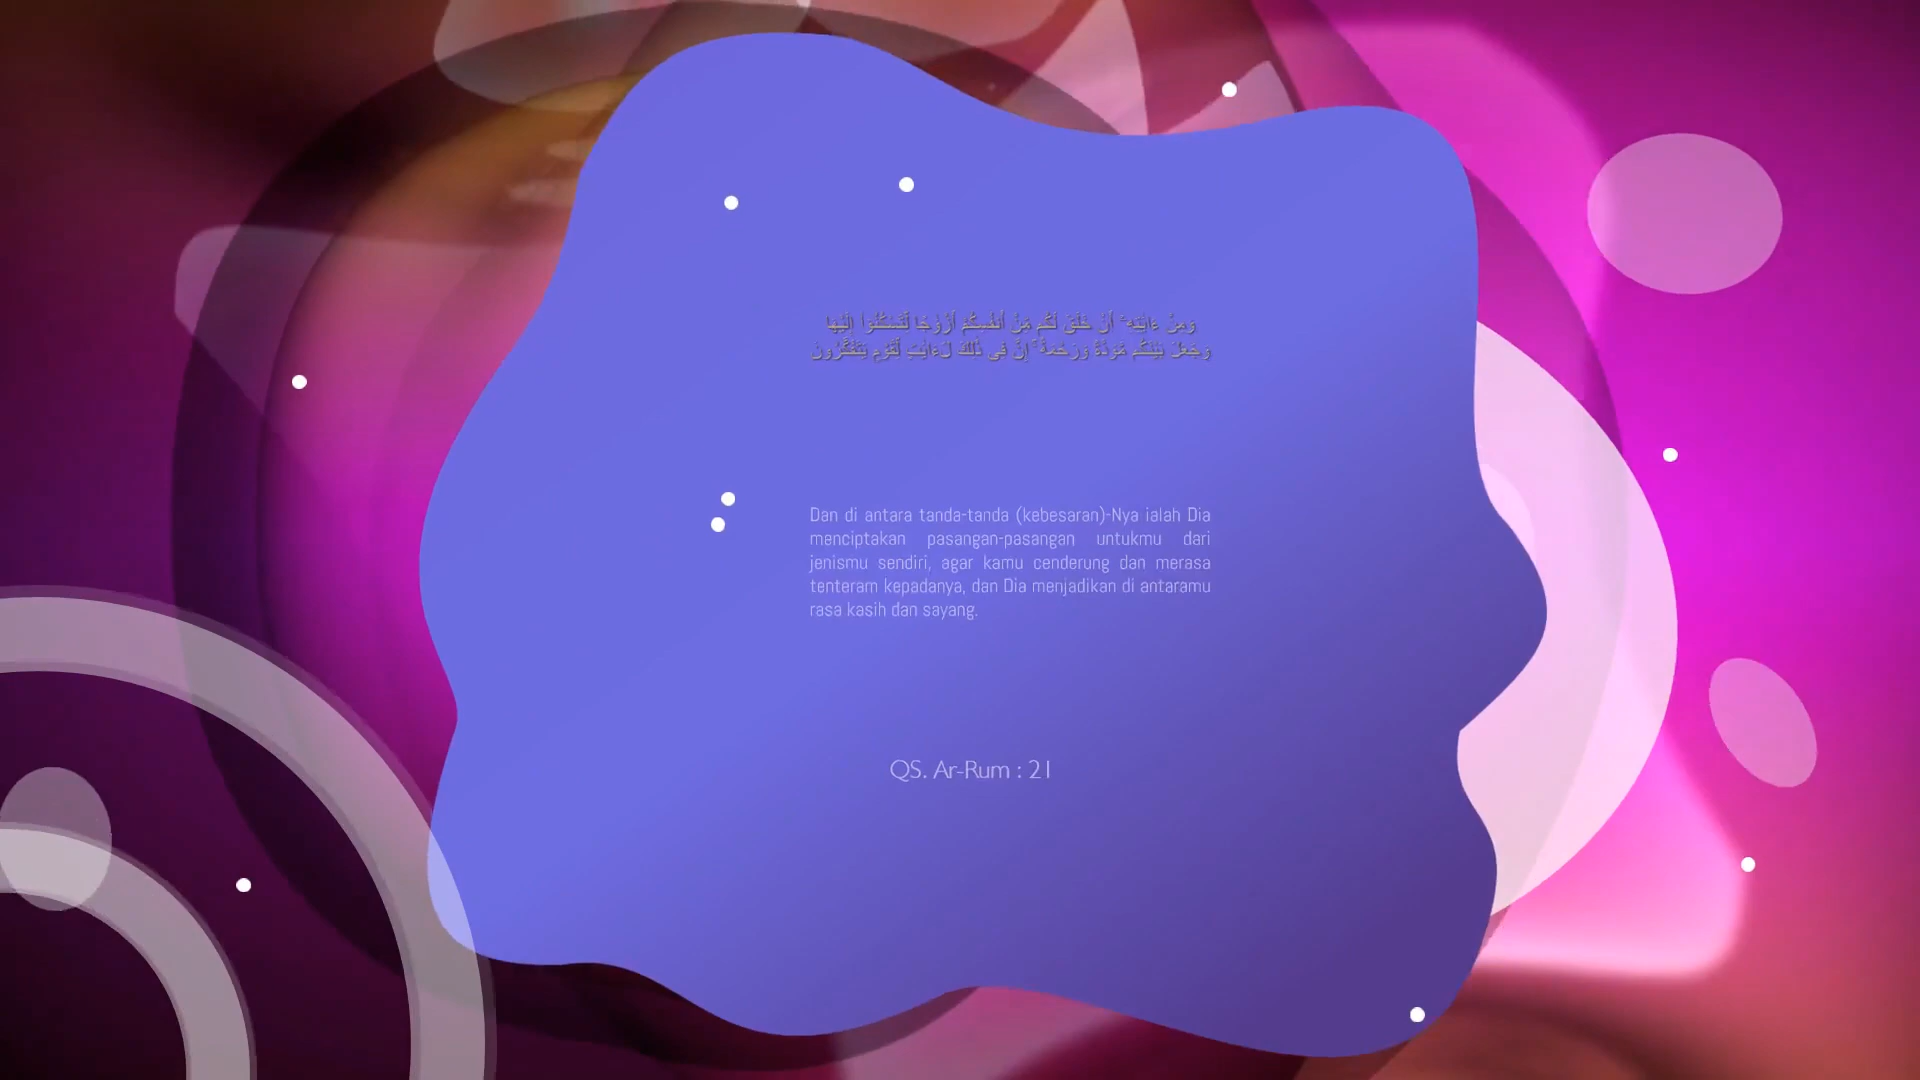 وَمِنْ ءَايَٰتِهِۦٓ أَنْ خَلَقَ لَكُم مِّنْ أَنفُسِكُمْ أَزْوَٰجًا لِّتَسْكُنُوٓا۟ إِلَيْهَا
وَجَعَلَ بَيْنَكُم مَّوَدَّةً وَرَحْمَةً ۚ إِنَّ فِى ذَٰلِكَ لَءَايَٰتٍ لِّقَوْمٍ يَتَفَكَّرُونَ
Dan di antara tanda-tanda (kebesaran)-Nya ialah Dia
menciptakan pasangan-pasangan untukmu dari
jenismu sendiri, agar kamu cenderung dan merasa
tenteram kepadanya, dan Dia menjadikan di antaramu
rasa kasih dan sayang.
QS. Ar-Rum : 21